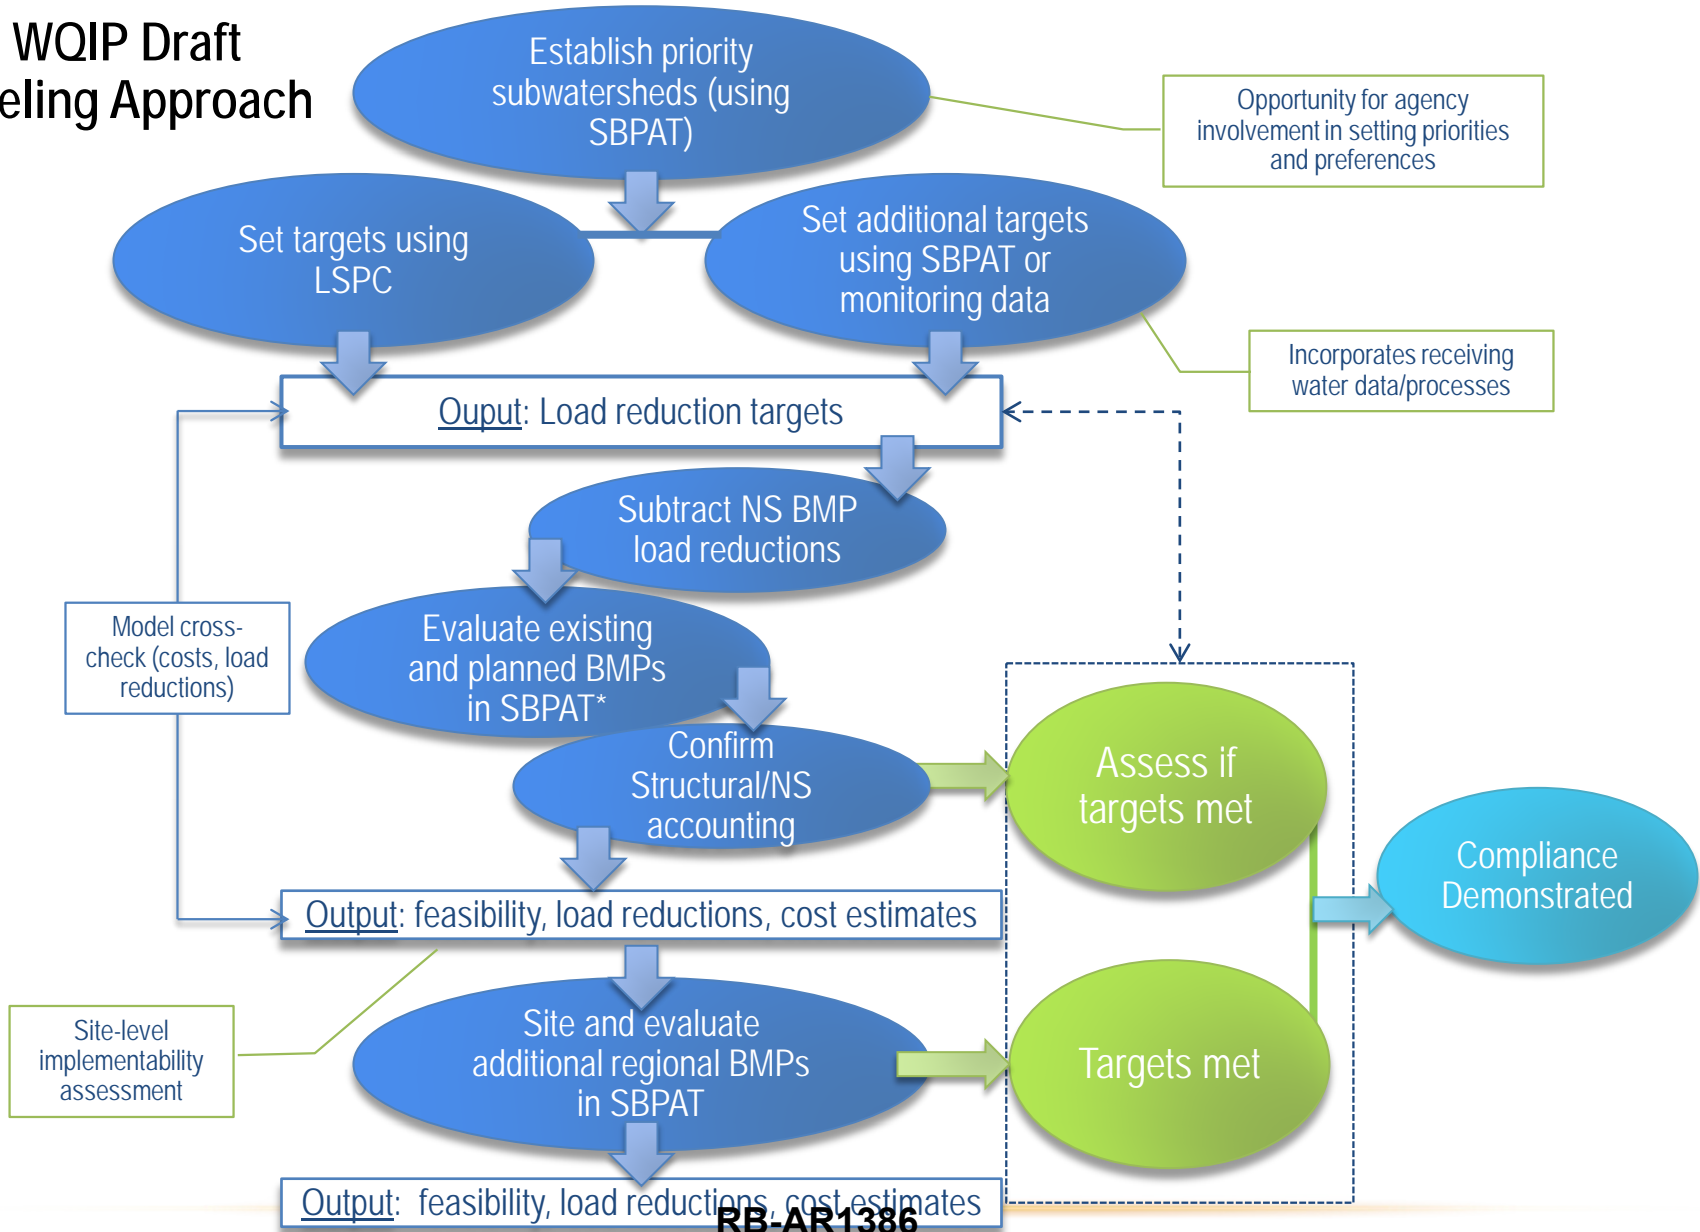 WQIP Draft
eling Approach
Establish priority
subwatersheds (using
SBPAT)
Opportunity for agency
involvement in setting priorities
and preferences
Set targets using
LSPC
Set additional targets
using SBPAT or
monitoring data
Incorporates receiving
water data/processes
Ouput: Load reduction targets
Subtract NS BMP
load reductions
Model cross-
check (costs, load
reductions)
Evaluate existing
and planned BMPs
in SBPAT*
Confirm
Structural/NS
accounting
Assess if
targets met
Compliance
Demonstrated
Output: feasibility, load reductions, cost estimates
Site-level
implementability
assessment
Site and evaluate
additional regional BMPs
in SBPAT
Targets met
Output: feasibility, load reductions, cost estimates
RB-AR1386